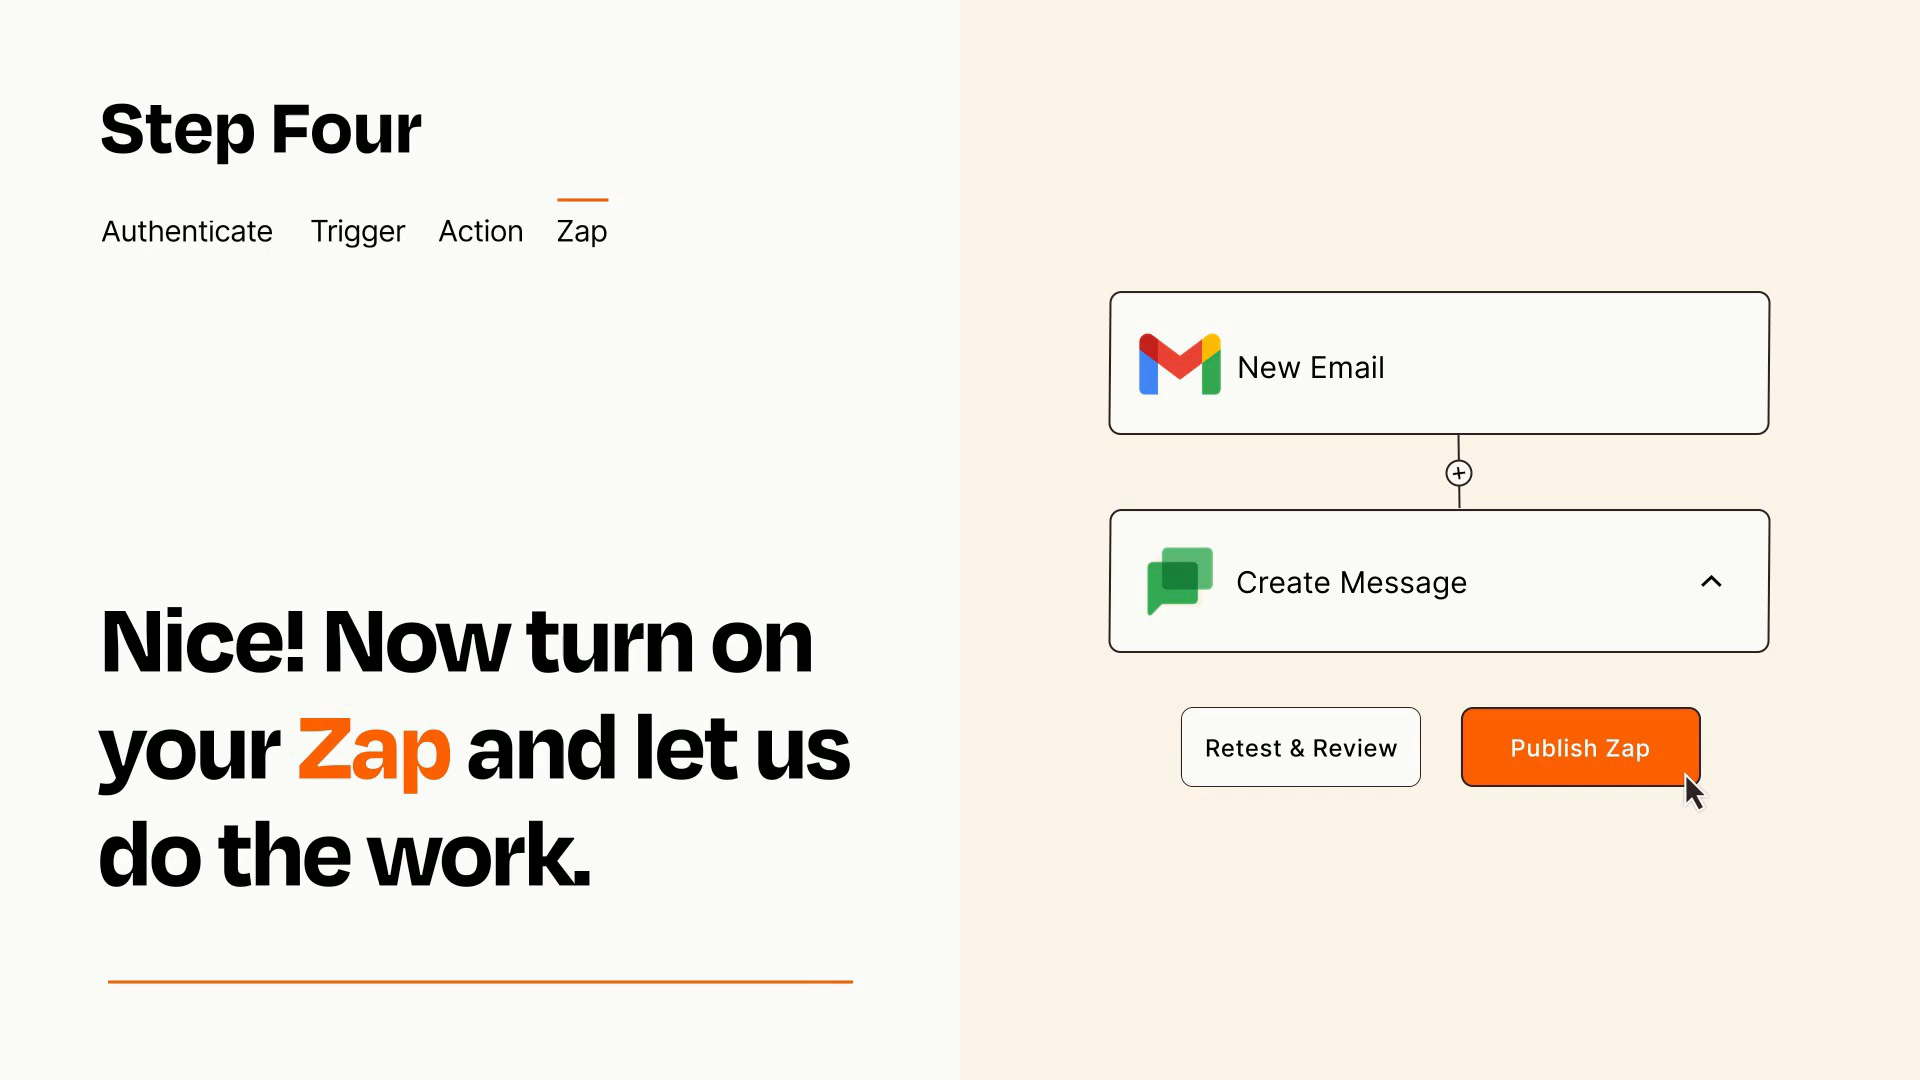 Step Four
Authenticate Trigger Action Zap
Nice! Now turn on
your Zap and let us
do the work.
New Email
Create Message
Retest & Review
Publish Zap